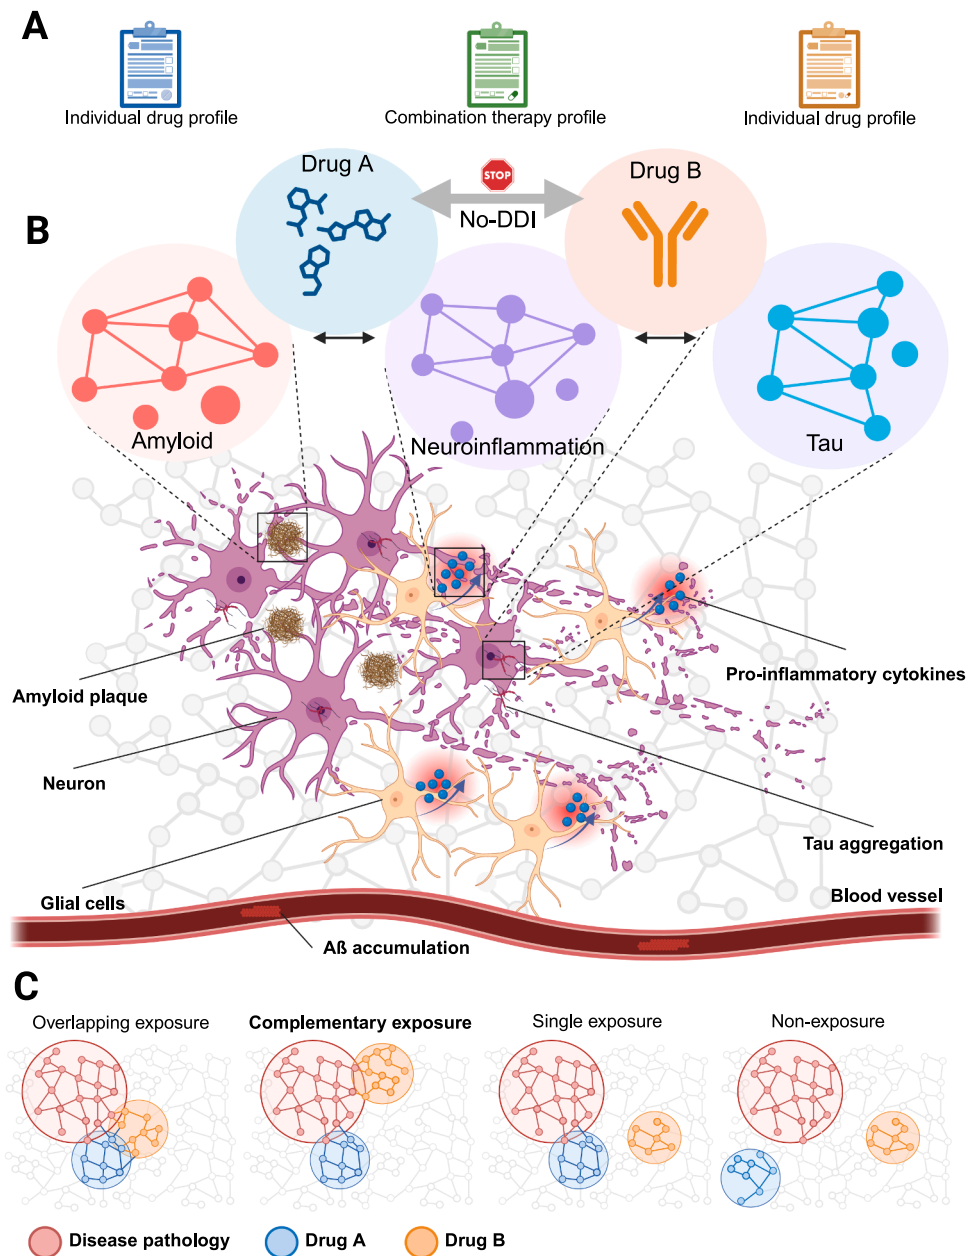 A
Individual drug profile
Combination therapy profile
Individual drug profile
Drug A
STOP
Drug B
No-DDI
B
Amyloid
Neuroinflammation
Tau
Pro-inflammatory cytokines
Amyloid plaque
Neuron
Tau aggregation
Glial cells
Blood vessel
Aß accumulation
C
Overlapping exposure
Complementary exposure
Single exposure
Non-exposure
Disease pathology
Drug A
Drug B